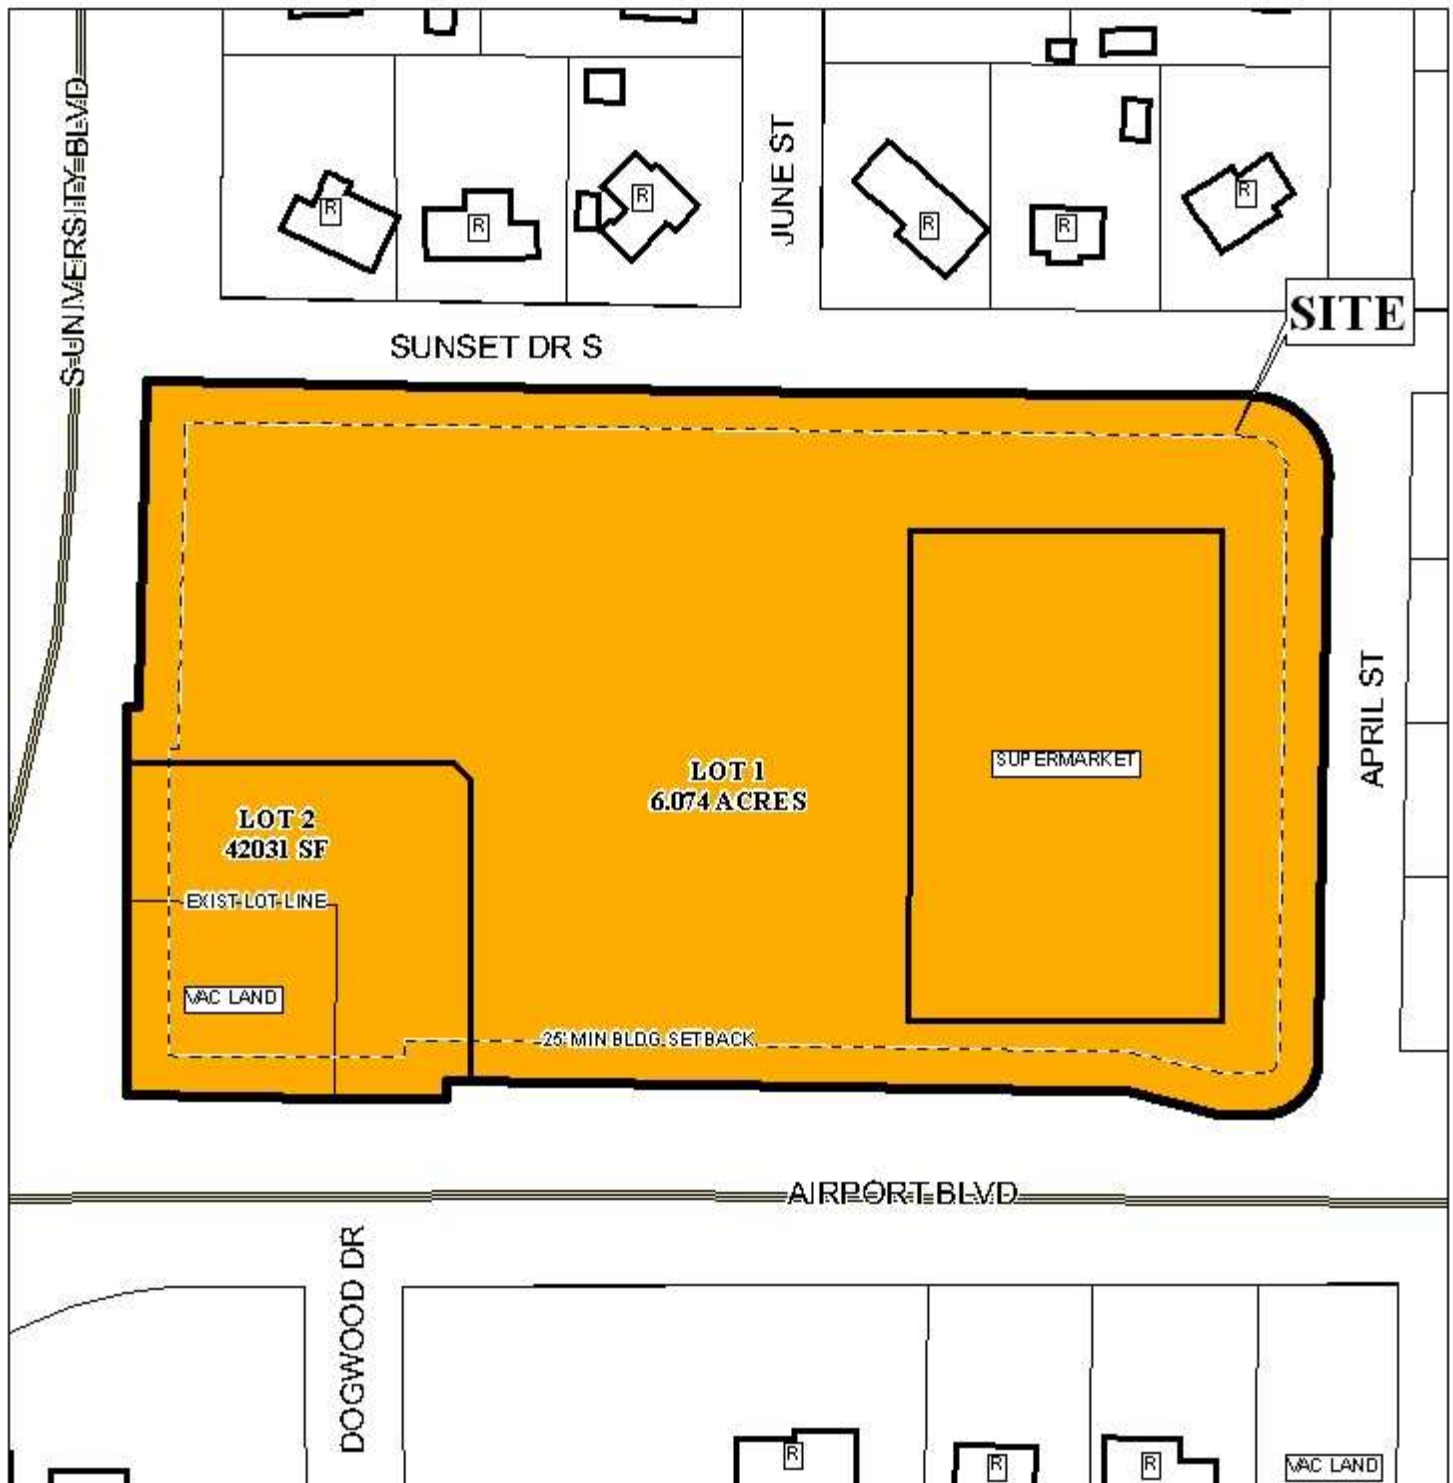 S UNIVERSITY BLVD
JUNE ST
R
R
R
R
R
R
SITE
SUNSET DR S
APRIL ST
SUPERMARKET
LOT 1
6.074 ACRES
LOT 2
42031 SF
EXIST LOT LINE
VAC LAND
25' MIN BLDG. SETBACK
AIRPORT BLVD
DOGWOOD DR
R
R
R
VAC LAND